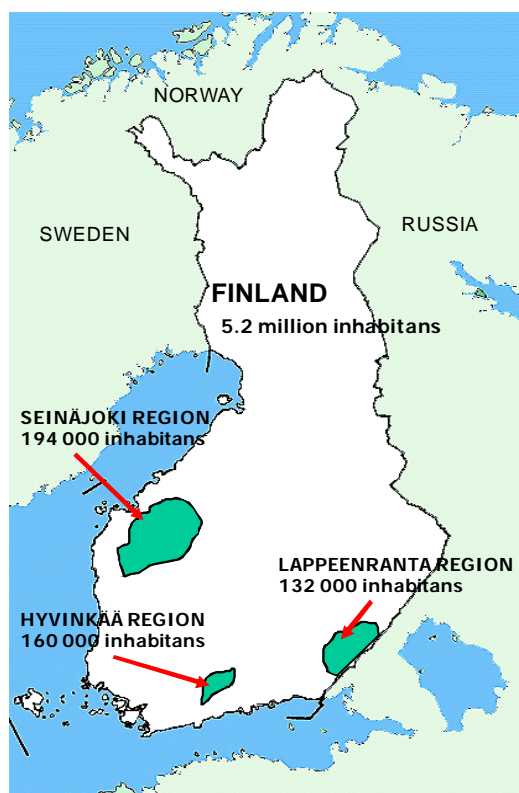 NORWAY
SWEDEN
RUSSIA
FINLAND
5.2 million inhabitans
SEINÄJOKI REGION
194 000 inhabitans
LAPPEENRANTA REGION
132 000 inhabitans
HYVINKÄÄ REGION
160 000 inhabitans